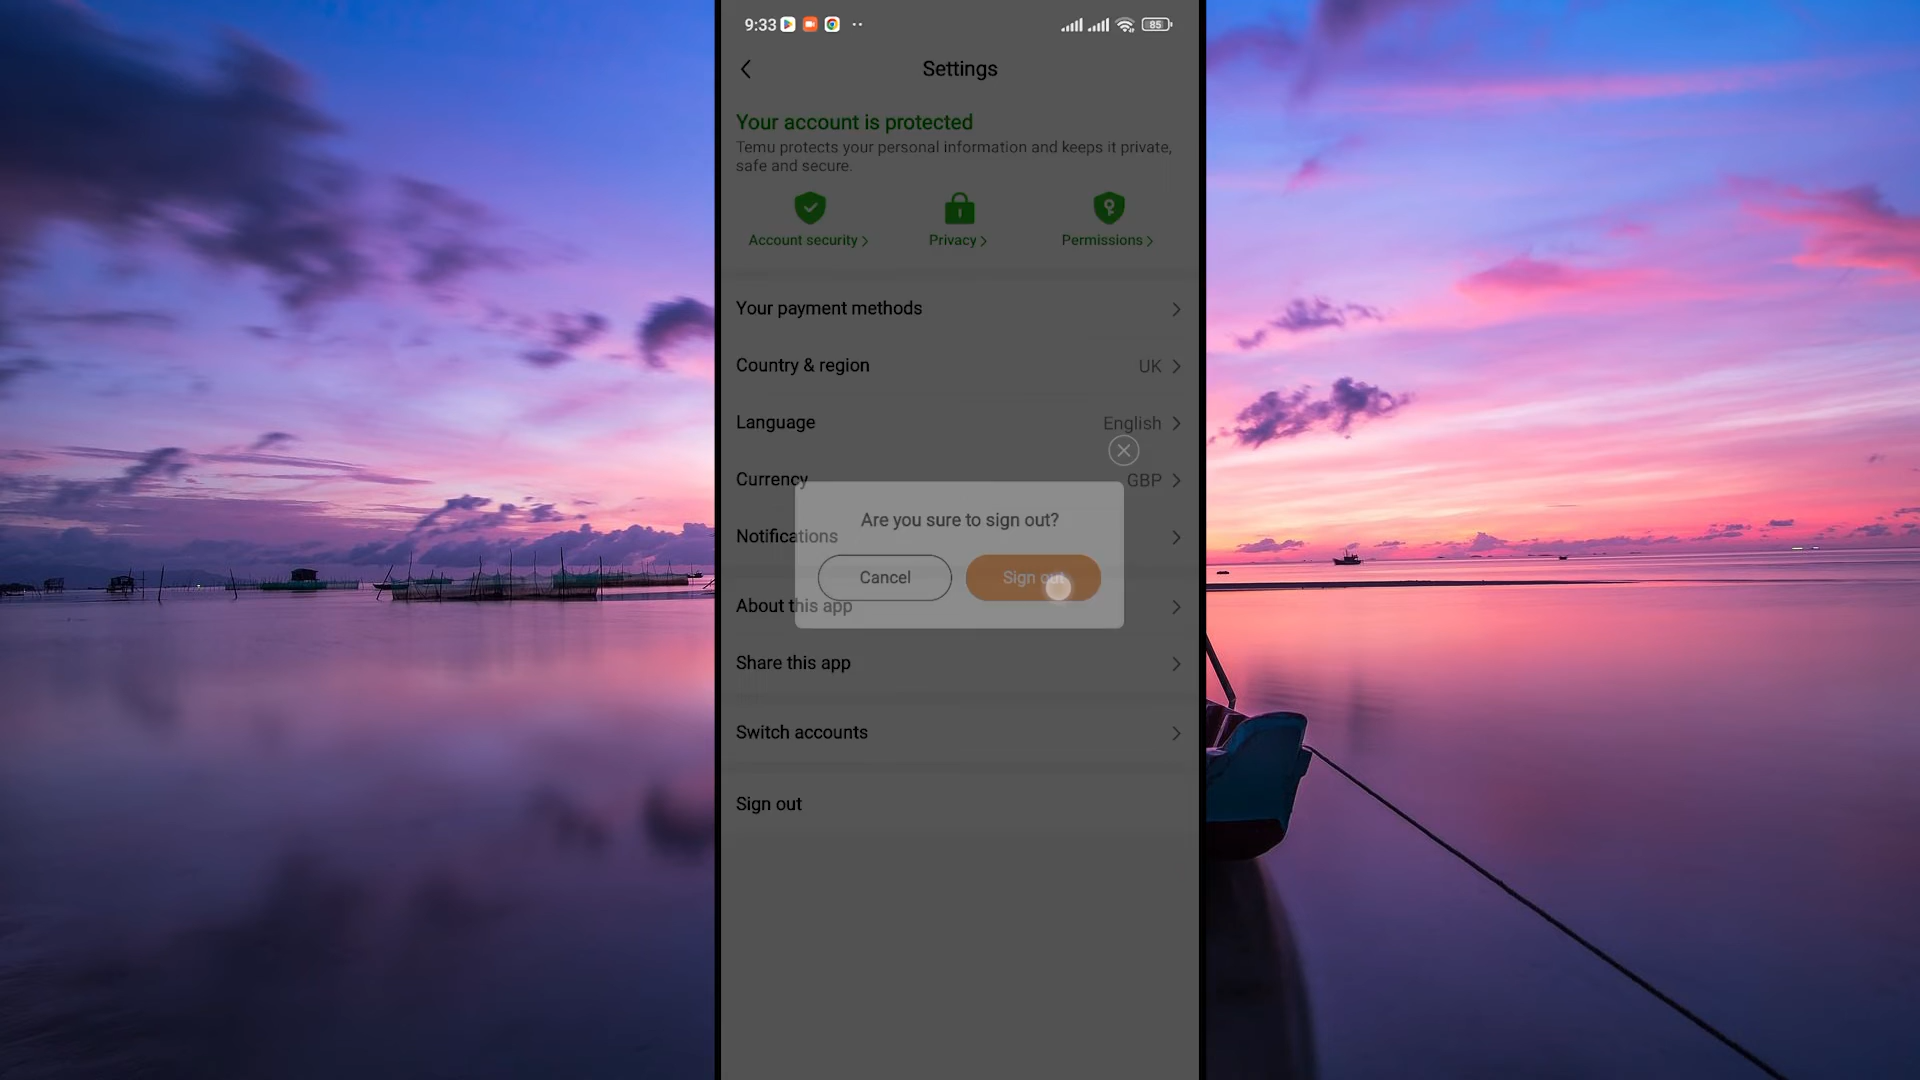 9:33
85
Settings
Your account is protected
Temu protects your personal information and keeps it private,
safe and secure.
Account security
Privacy
Permissions
Your payment methods
Country & region UK
Language English
Currency GBP
Are you sure to sign out?
Notifications
Cancel Sign out
About this app
Share this app
Switch accounts
Sign out